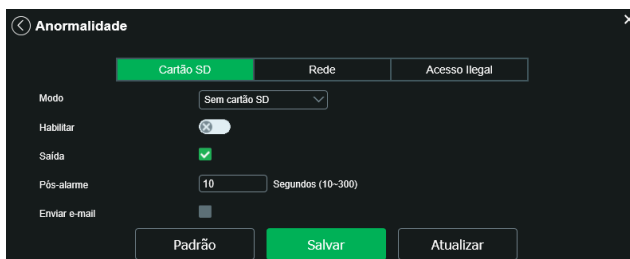 Anormalidade
Cartão SD Rede Acesso Ilegal
Modo Sem cartão SD
Habilitar
Saída
Pós-alarme 10 Segundos (10~300)
Enviar e-mail
Padrão Salvar Atualizar